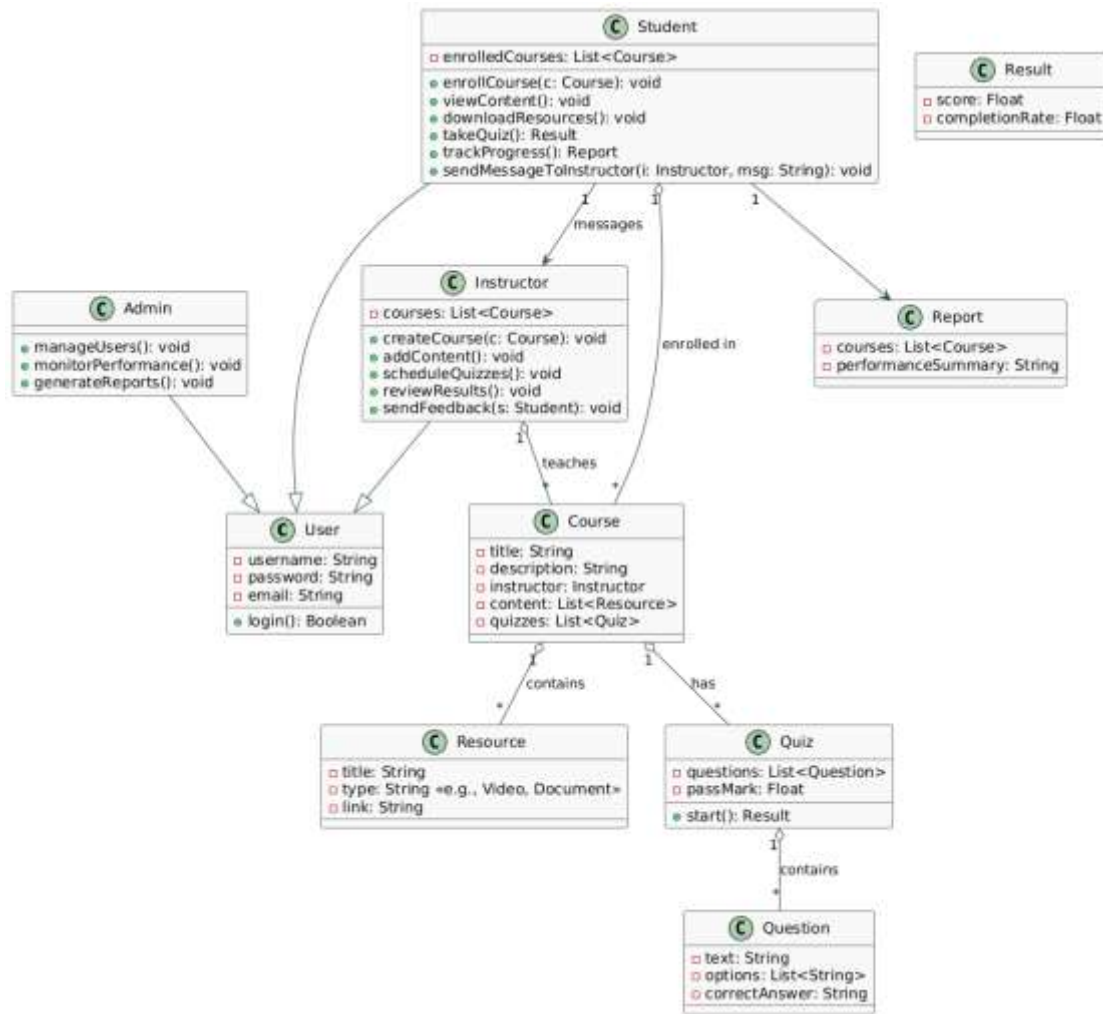 C Student
enrolledCourses: List<Course>
enrollCourse(c: Course): void
viewContent(): void
downloadResources(): void
takeQuiz(): Result
trackProgress(): Report
sendMessageToInstructor(i: Instructor, msg: String): void
C Result
score: Float
completionRate: Float
1
1
1
messages
enrolled in
C Admin
manageUsers(): void
monitorPerformance(): void
generateReports(): void
C Instructor
courses: List<Course>
createCourse(c: Course): void
addContent(): void
scheduleQuizzes(): void
reviewResults(): void
sendFeedback(s: Student): void
C Report
courses: List<Course>
performanceSummary: String
1
teaches
*
*
C User
username: String
password: String
email: String
login(): Boolean
C Course
title: String
description: String
instructor: Instructor
content: List<Resource>
quizzes: List<Quiz>
1
1
contains
has
*
*
C Resource
title: String
type: String «e.g., Video, Document»
link: String
C Quiz
questions: List<Question>
passMark: Float
start(): Result
1
contains
*
C Question
text: String
options: List<String>
correctAnswer: String